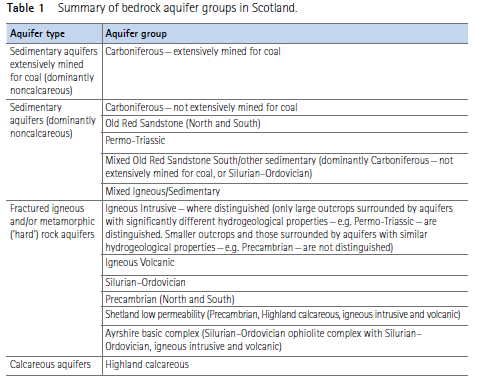 Table 1 Summary of bedrock aquifer groups in Scotland.
Aquifer type Aquifer group
Sedimentary aquifers
extensively mined
for coal (dominantly
noncalcareous)
Carboniferous – extensively mined for coal
Sedimentary
aquifers (dominantly
noncalcareous)
Carboniferous – not extensively mined for coal
Old Red Sandstone (North and South)
Permo-Triassic
Mixed Old Red Sandstone South/other sedimentary (dominantly Carboniferous – not
extensively mined for coal, or Silurian-Ordovician)
Mixed Igneous/Sedimentary
Fractured igneous
and/or metamorphic
('hard') rock aquifers
Igneous Intrusive – where distinguished (only large outcrops surrounded by aquifers
with significantly different hydrogeological properties – e.g. Permo-Triassic – are
distinguished. Smaller outcrops and those surrounded by aquifers with similar
hydrogeological properties – e.g. Precambrian – are not distinguished)
Igneous Volcanic
Silurian-Ordovician
Precambrian (North and South)
Shetland low permeability (Precambrian, Highland calcareous, igneous intrusive and volcanic)
Ayrshire basic complex (Silurian-Ordovician ophiolite complex with Silurian-
Ordovician, igneous intrusive and volcanic)
Calcareous aquifers
Highland calcareous